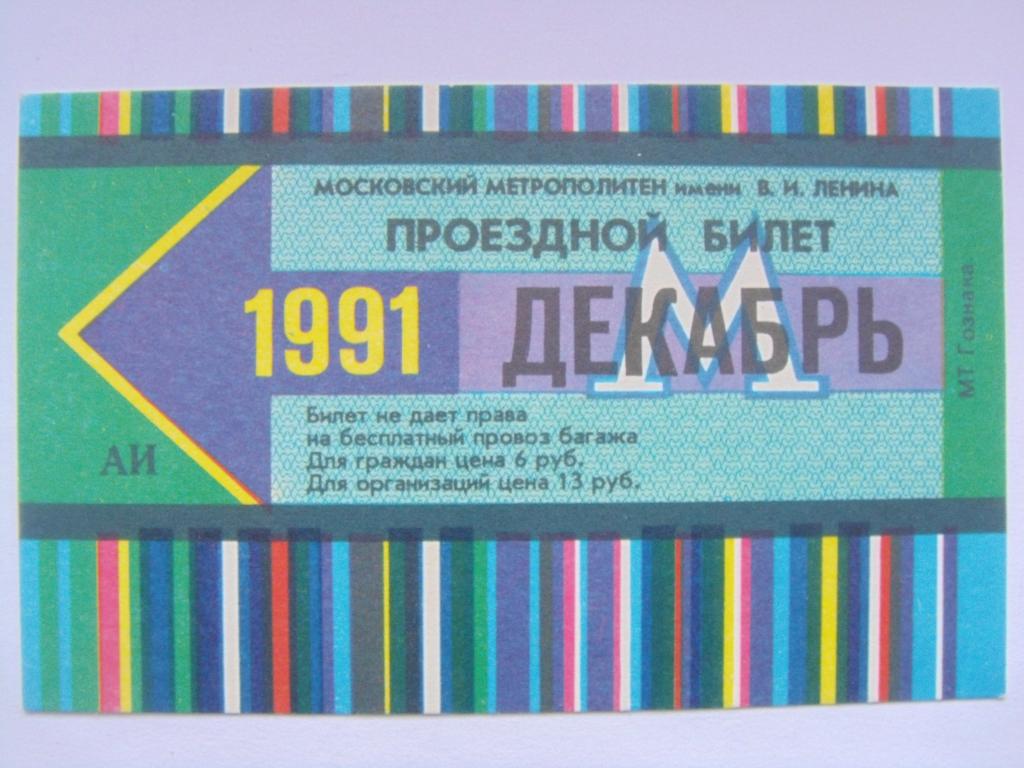 МОСКОВСКИЙ МЕТРОПОЛИТЕН имени В. И. ЛЕНИНА
ПРОЕЗДНОЙ БИЛЕТ
М
1991 ДЕКАБРЬ
Билет не дает права
на бесплатный провоз багажа
Для граждан цена 6 руб.
Для организаций цена 13 руб.
АИ
МТ Гознака